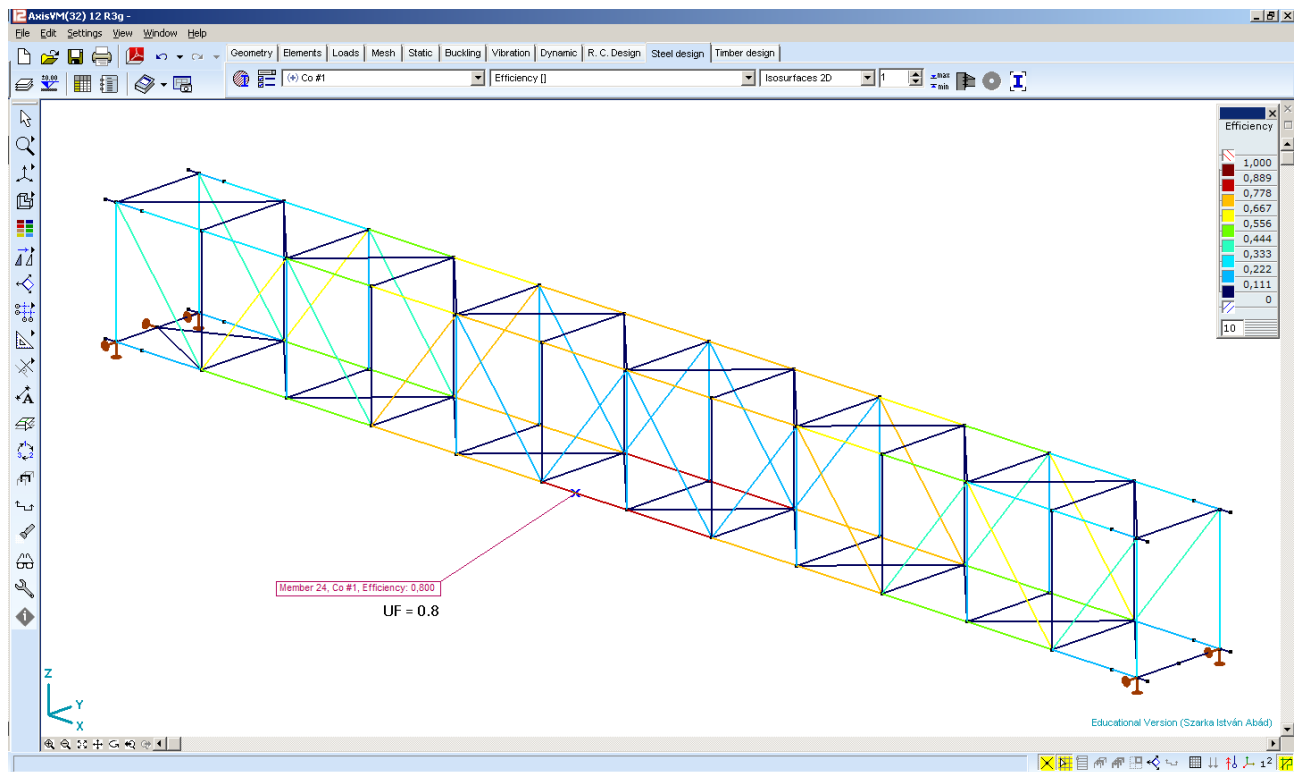 AxisVM(32) 12 R3g
File Edit Settings View Window Help
Geometry Elements Loads Mesh Static Buckling Vibration Dynamic R. C. Design Steel design Timber design
(+) Co #1 Efficiency [] Isosurfaces 2D 1 max
min
Efficiency
1,000
0,889
0,778
0,667
0,556
0,444
0,333
0,222
0,111
0
10
Member 24, Co #1, Efficiency: 0,800
UF = 0.8
Z
Y
X
Educational Version (Szarka István Abád)